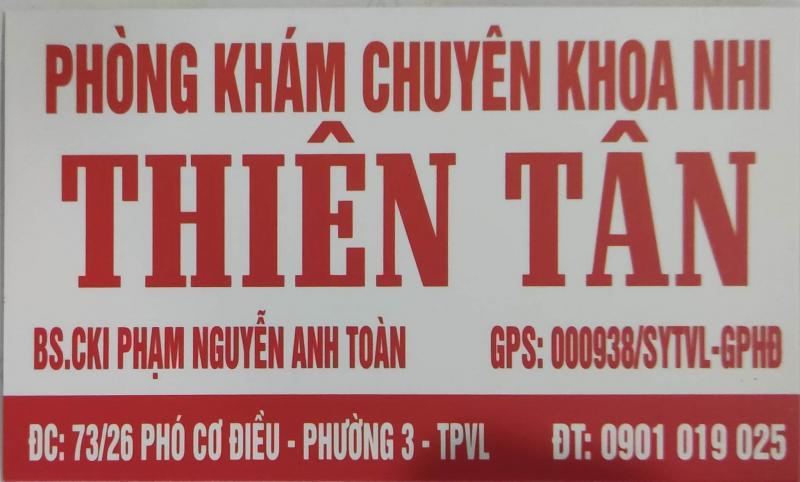 PHÒNG KHÁM CHUYÊN KHOA NHI
THIÊN TÂN
BS.CKI PHẠM NGUYỄN ANH TOÀN GPS: 000938/SYTVL-GPHĐ
ĐC: 73/26 PHÓ CƠ ĐIỀU - PHƯỜNG 3 - TPVL ĐT: 0901 019 025